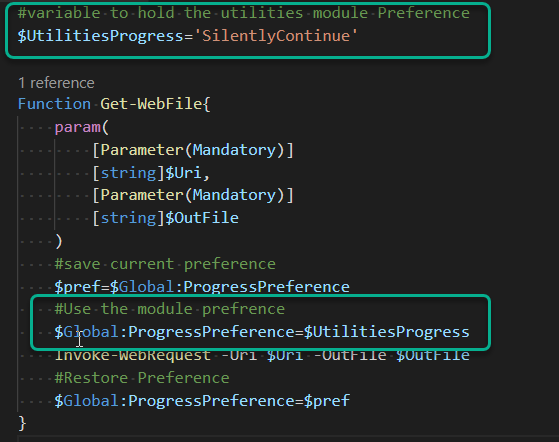 #variable to hold the utilities module Preference
$UtilitiesProgress='SilentlyContinue'
1 reference
Function Get-WebFile{
param(
[Parameter(Mandatory)]
[string]$Uri,
[Parameter(Mandatory)]
[string]$OutFile
)
#save current preference
$pref=$Global:ProgressPreference
#Use the module prefrence
$Global:ProgressPreference=$UtilitiesProgress
Invoke-WebRequest -Uri $Uri -OutFile $OutFile
#Restore Preference
$Global:ProgressPreference=$pref
}